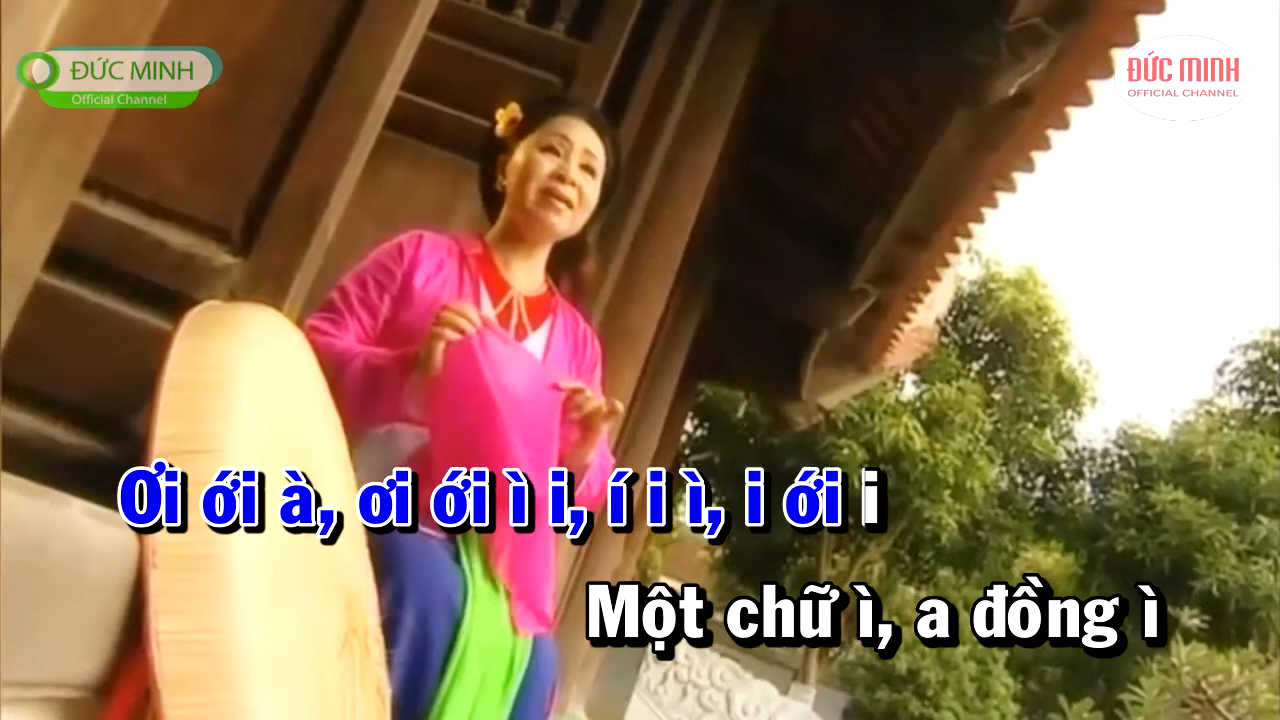 ĐỨC MINH
Official Channel
ĐỨC MINH
OFFICIAL CHANNEL
Ơi ới à, ơi ới ì i, í i ì, i ới i
Một chữ ì, a đồng ì